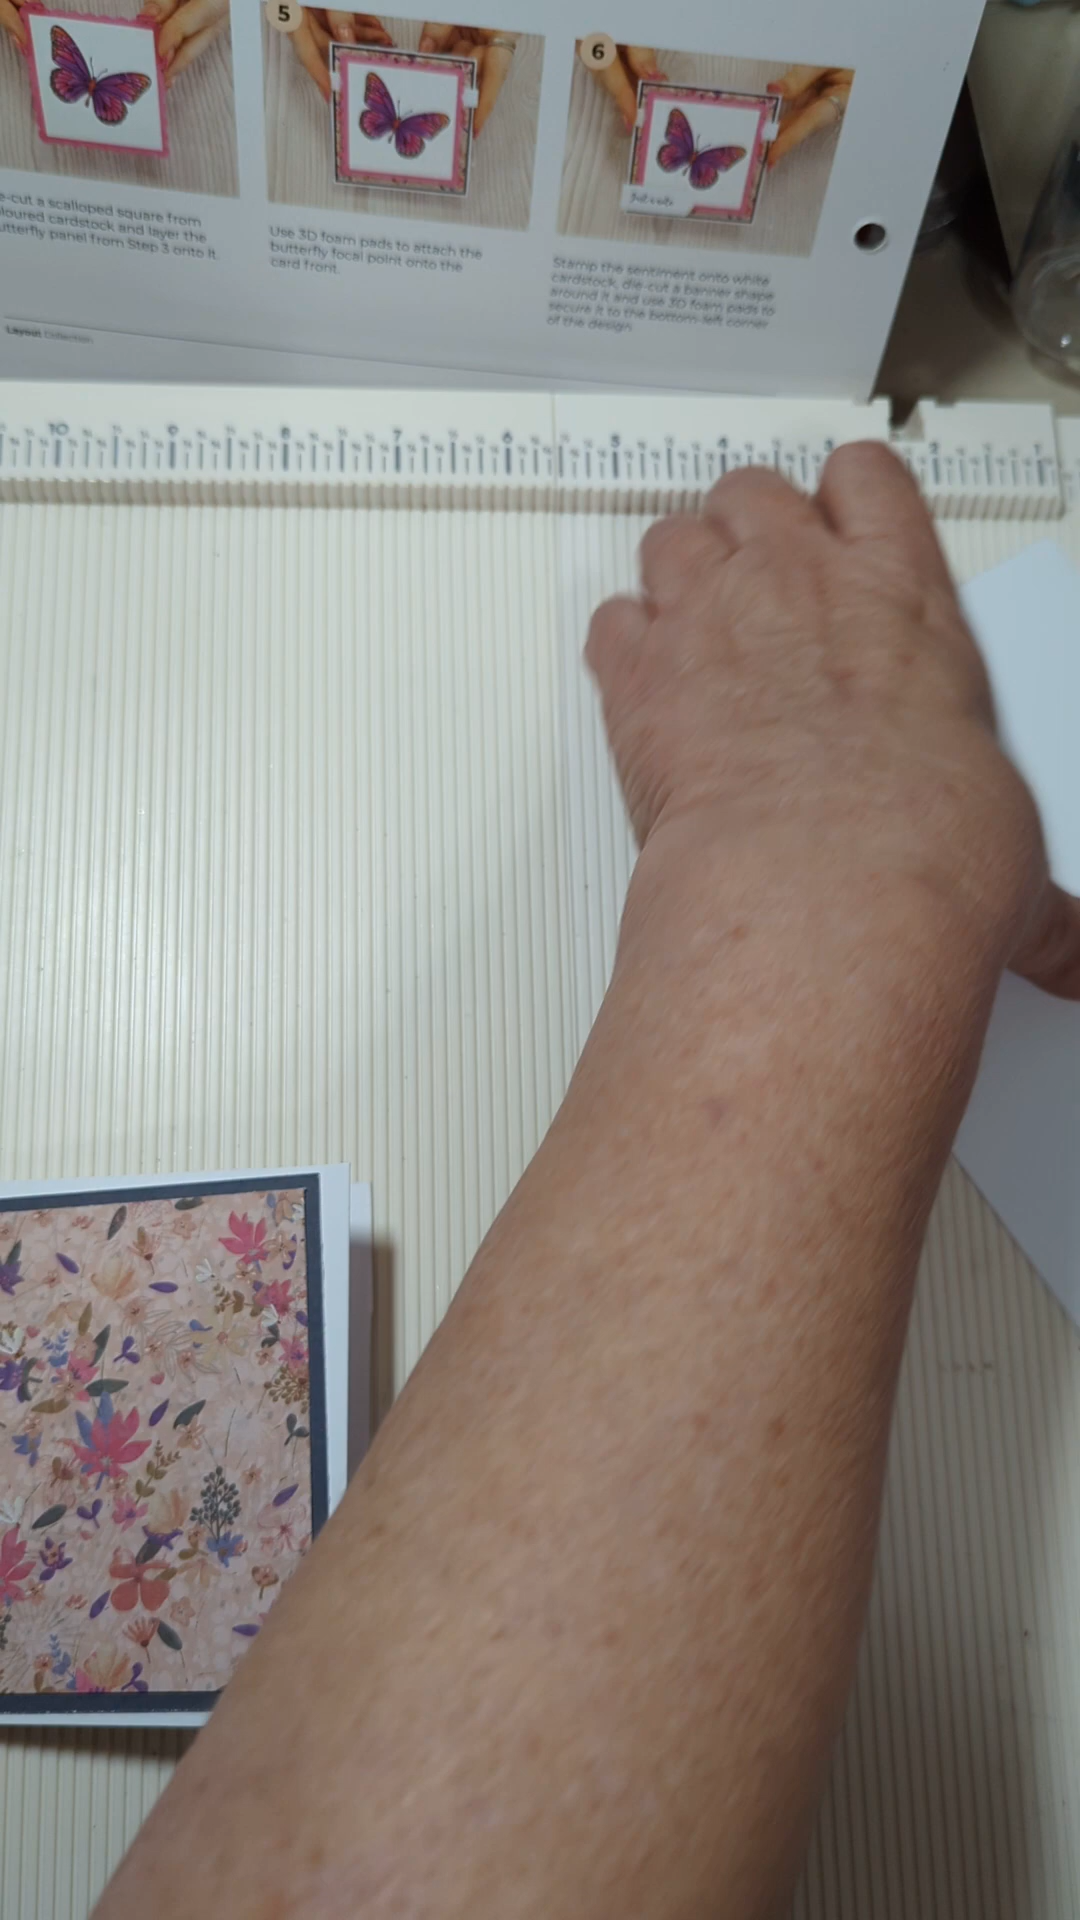 5
6
e-cut a scalloped square from
loured cardstock and layer the
utterfly panel from Step 3 onto it.
Use 3D foam pads to attach the
butterfly focal point onto the
card front.
Stamp the sentiment onto white
cardstock, die-cut a banner shape
around it and use 3D foam pads to
secure it to the bottom-left corner
of the design.
Layout Collection
10 9 8 7 6 5 4 3 2 1